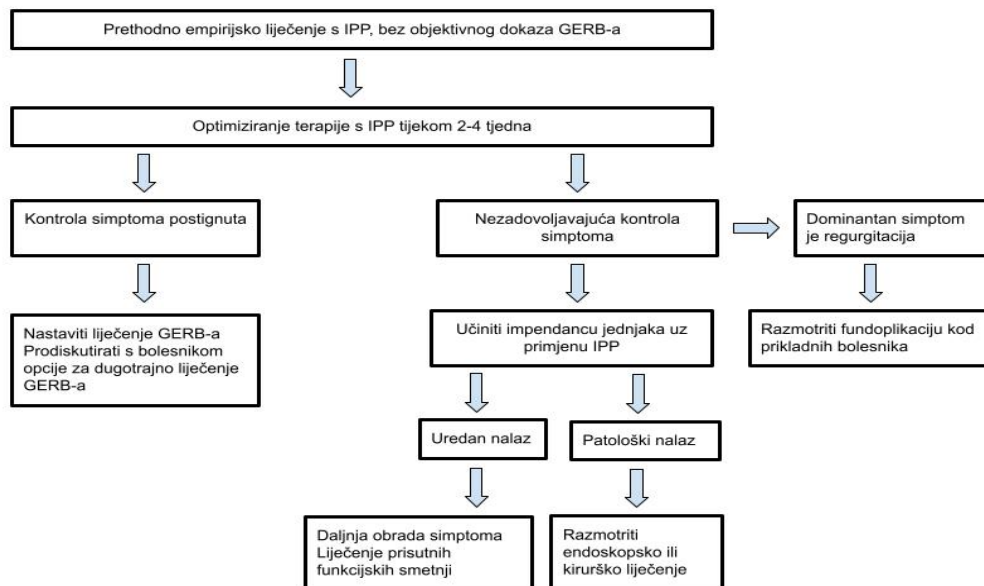 Prethodno empirijsko liječenje s IPP, bez objektivnog dokaza GERB-a
Optimiziranje terapije s IPP tijekom 2-4 tjedna
Kontrola simptoma postignuta
Nezadovoljavajuća kontrola
simptoma
Dominantan simptom
je regurgitacija
Nastaviti liječenje GERB-a
Prodiskutirati s bolesnikom
opcije za dugotrajno liječenje
GERB-a
Učiniti impendancu jednjaka uz
primjenu IPP
Razmotriti fundoplikaciju kod
prikladnih bolesnika
Uredan nalaz
Patološki nalaz
Daljnja obrada simptoma
Liječenje prisutnih
funkcijskih smetnji
Razmotriti
endoskopsko ili
kirurško liječenje